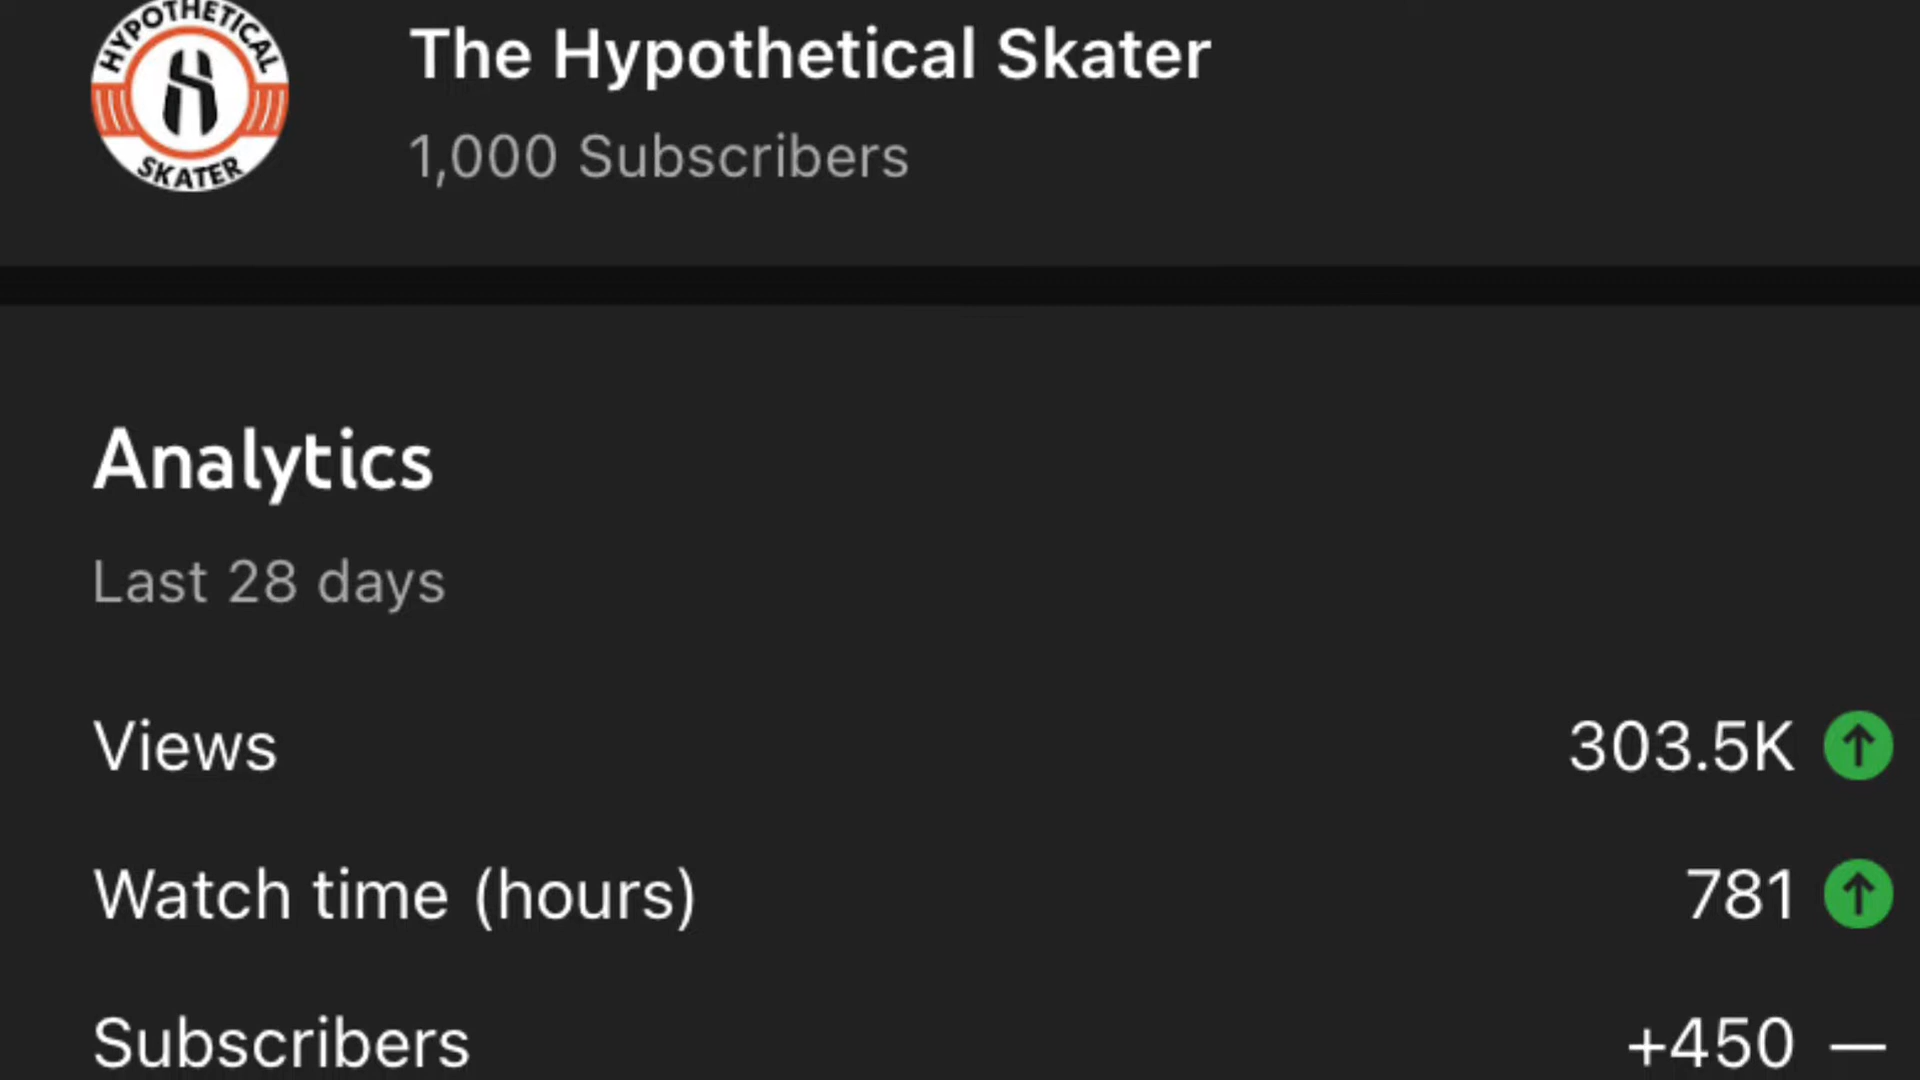 HYPOTHETICAL
SKATER
The Hypothetical Skater
1,000 Subscribers
Analytics
Last 28 days
Views 303.5K
Watch time (hours) 781
Subscribers +450 —